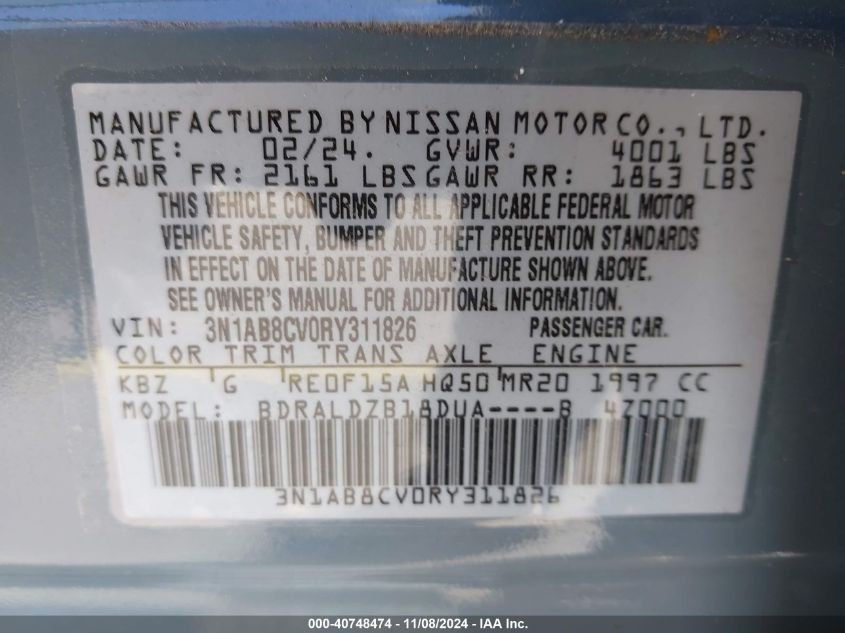 MANUFACTURED BY NISSAN MOTOR CO., LTD.
DATE: 02/24. GVWR: 4001 LBS
GAWR FR: 2161 LBS GAWR RR: 1863 LBS
THIS VEHICLE CONFORMS TO ALL APPLICABLE FEDERAL MOTOR
VEHICLE SAFETY, BUMPER AND THEFT PREVENTION STANDARDS
IN EFFECT ON THE DATE OF MANUFACTURE SHOWN ABOVE.
SEE OWNER'S MANUAL FOR ADDITIONAL INFORMATION.
VIN: 3N1AB8CV0RY311826 PASSENGER CAR.
COLOR TRIM TRANS AXLE ENGINE
KBZ G RE0F15A HQ50 MR20 1997 CC
MODEL: BDRALDZB18DUA----B 4Z000
3N1AB8CV0RY311826
000-40748474 - 11/08/2024 - IAA Inc.